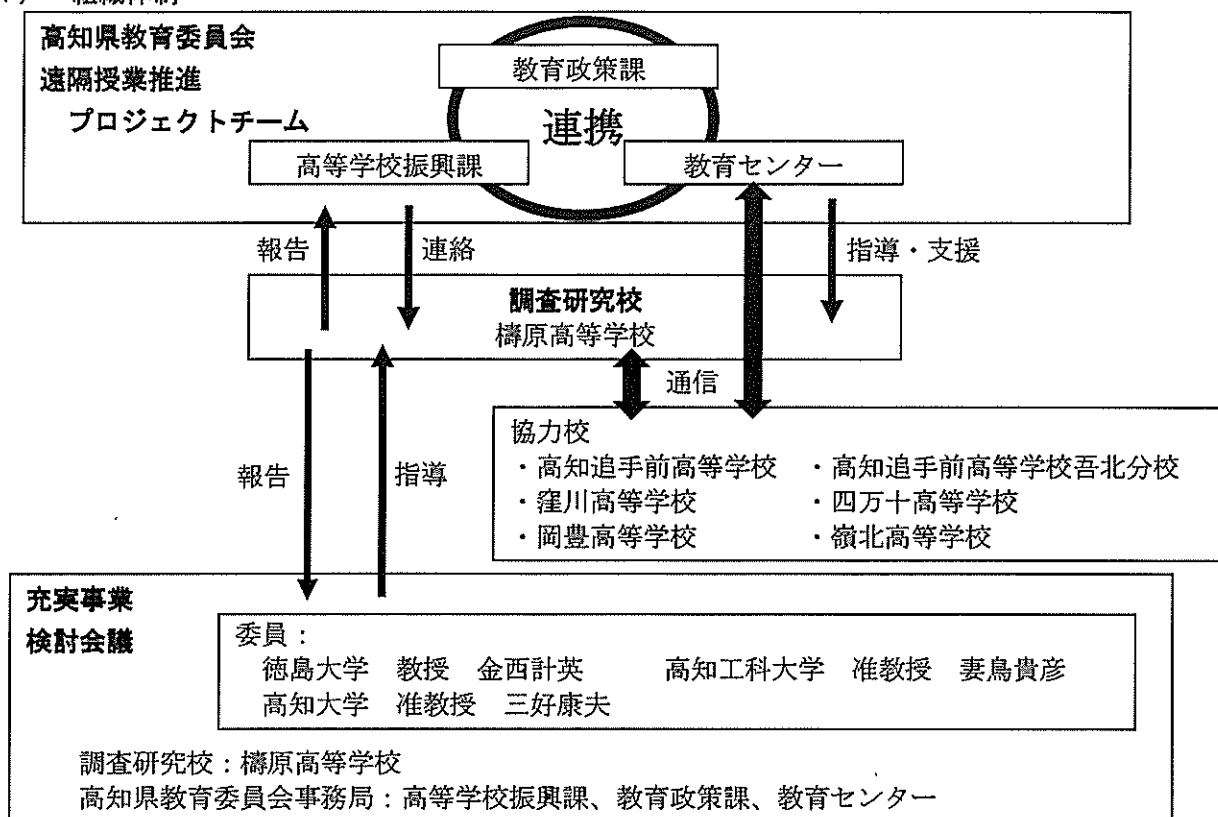 高知県教育委員会
遠隔授業推進
プロジェクトチーム
教育政策課
連携
高等学校振興課
教育センター
報告
連絡
指導・支援
調査研究校
檮原高等学校
通信
協力校
・高知追手前高等学校 ・高知追手前高等学校吾北分校
・窪川高等学校 ・四万十高等学校
・岡豊高等学校 ・嶺北高等学校
報告
指導
充実事業
検討会議
委員：
徳島大学 教授 金西計英 高知工科大学 准教授 妻鳥貴彦
高知大学 准教授 三好康夫
調査研究校：檮原高等学校
高知県教育委員会事務局：高等学校振興課、教育政策課、教育センター